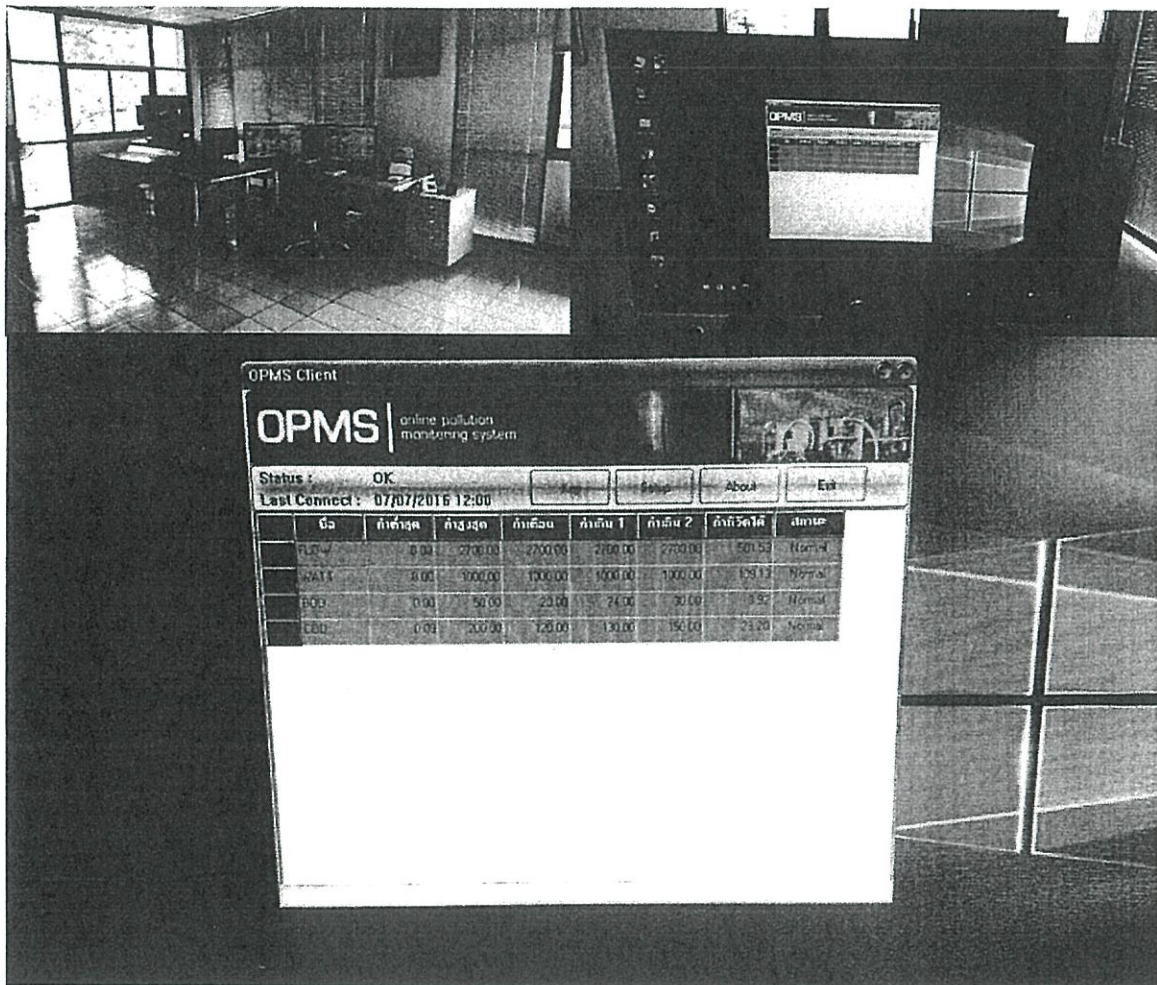 OPMS
OPMS Client
OPMS online pollution
monitoring system
Status : OK
Last Connect : 07/07/2016 12:00
Setup About Exit
ชื่อ ค่าต่ำสุด ค่าสูงสุด ค่าเตือน ค่าเกิน 1 ค่าเกิน 2 ค่าที่วัดได้ สถานะ
FLOW 0.00 2700.00 2700.00 2700.00 2700.00 501.53 Normal
0.00 1000.00 1000.00 1000.00 1000.00 109.13 Normal
BOD 0.00 50.00 20.00 24.00 30.00 Normal
COD 0.00 200.00 120.00 130.00 150.00 23.20 Normal